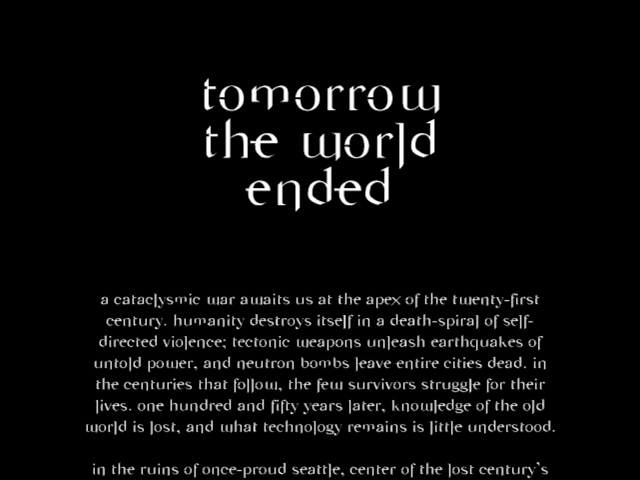 tomorrow
the world
ended
a cataclysmic war awaits us at the apex of the twenty-first
century. humanity destroys itself in a death-spiral of self-
directed violence; tectonic weapons unleash earthquakes of
untold power, and neutron bombs leave entire cities dead. in
the centuries that follow, the few survivors struggle for their
lives. one hundred and fifty years later, knowledge of the old
world is lost, and what technology remains is little understood.
in the ruins of once-proud seattle, center of the lost century's